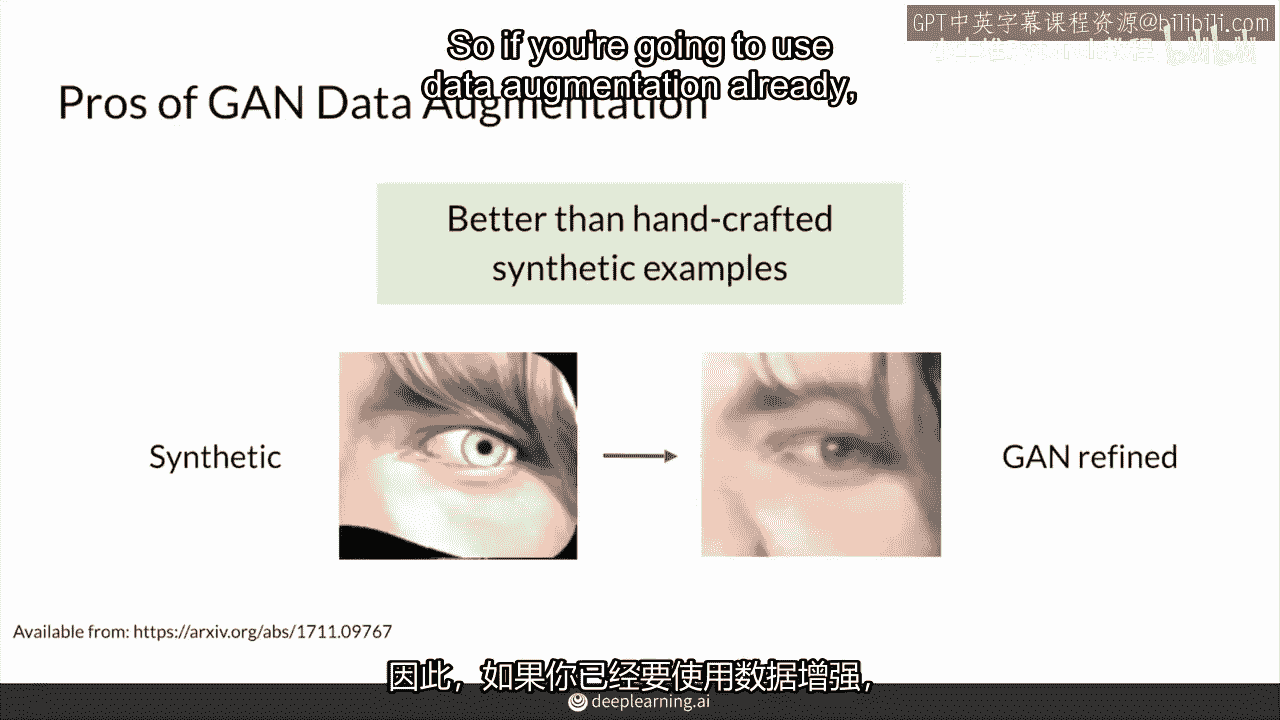 GPT中英字幕课程资源@bilibili.com
So if you're going to use
data augmentation already,
Pros of GAN Data Augmentation
Better than hand-crafted
synthetic examples
Synthetic
GAN refined
Available from: https://arxiv.org/abs/1711.09767
因此，如果你已经要使用数据增强，
deeplearning.ai